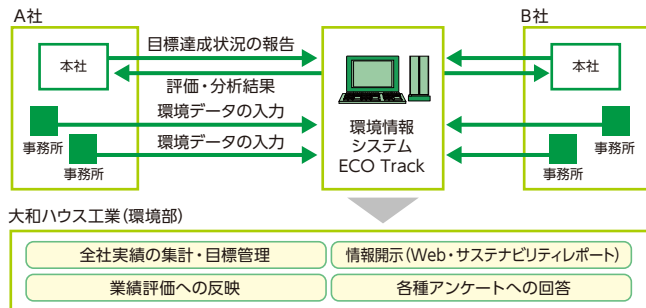 A社
B社
目標達成状況の報告
本社
本社
評価・分析結果
環境データの入力
事務所
事務所
環境データの入力
事務所
事務所
環境情報
システム
ECO Track
大和ハウス工業（環境部）
全社実績の集計・目標管理
情報開示（Web・サステナビリティレポート）
業績評価への反映
各種アンケートへの回答